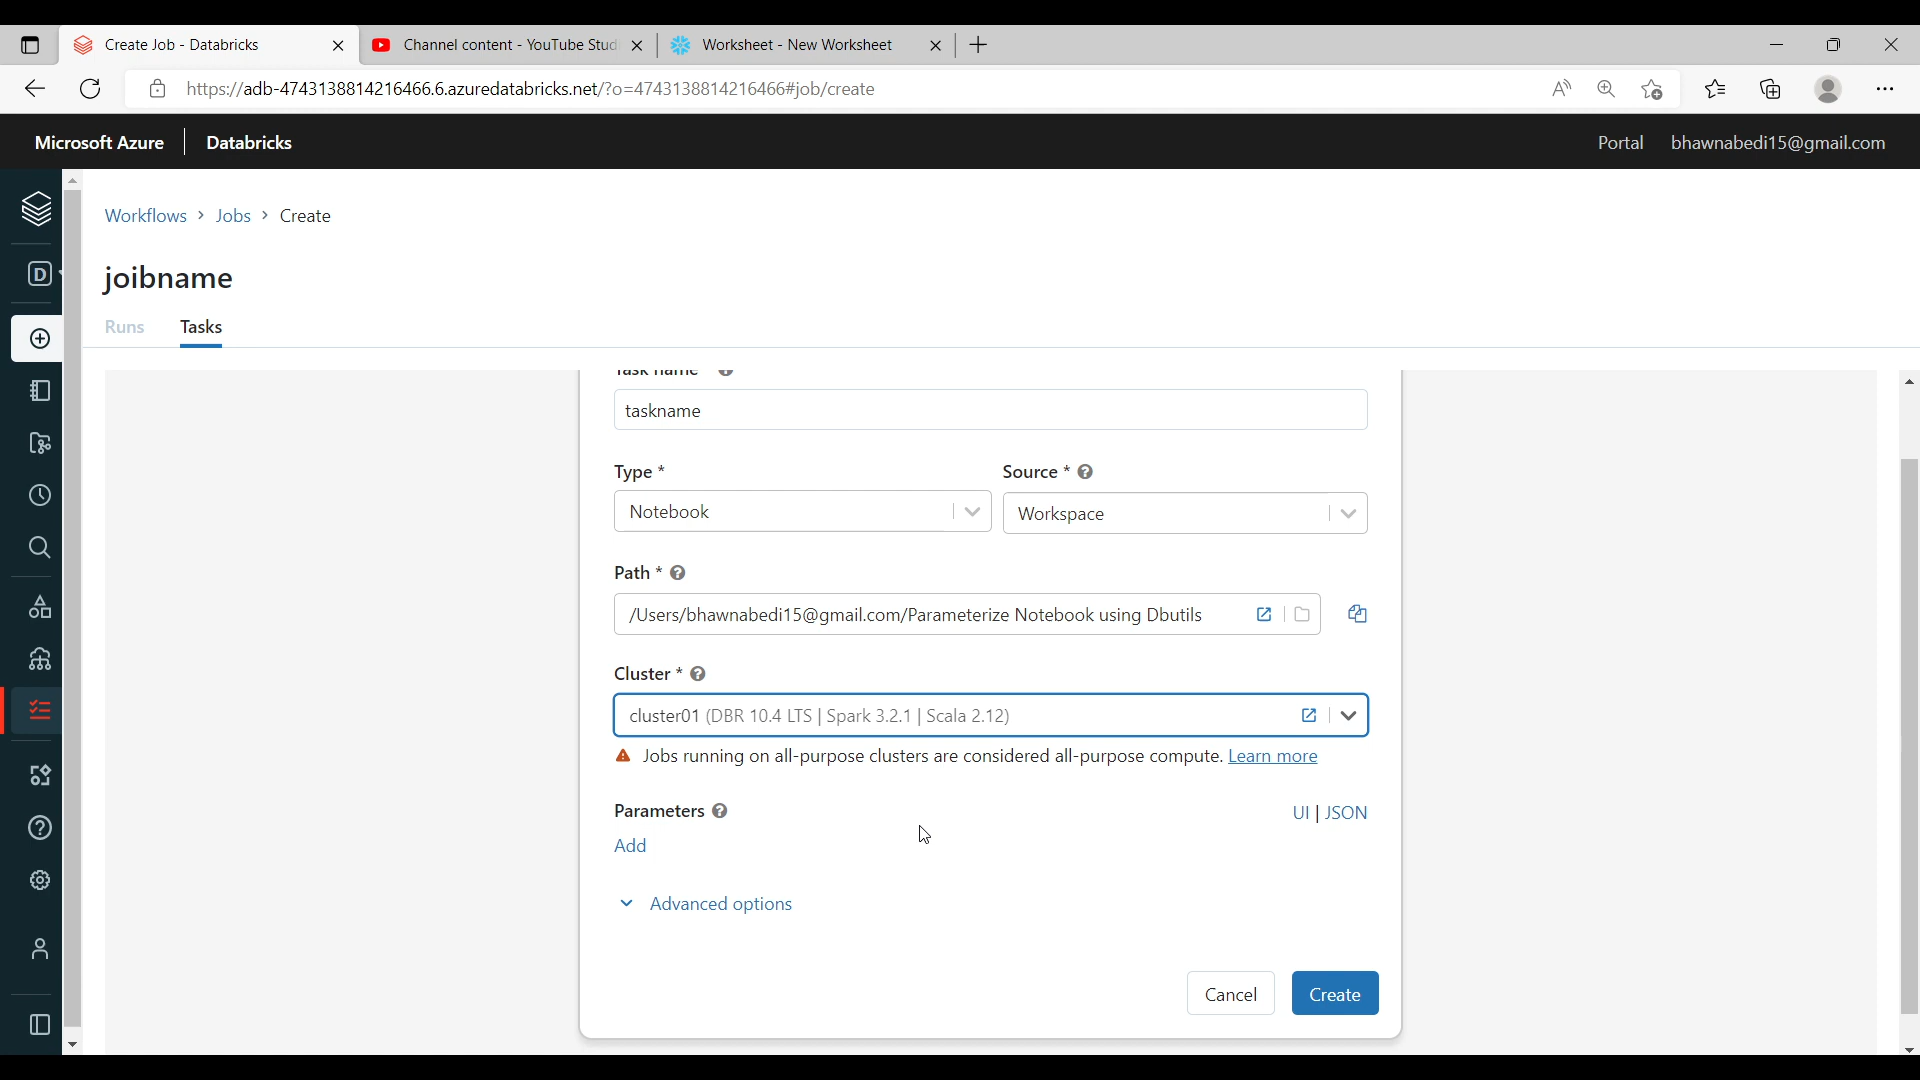 Create Job - Databricks
Channel content - YouTube Stud
Worksheet - New Worksheet
https://adb-4743138814216466.6.azuredatabricks.net/?o=4743138814216466#job/create
Microsoft Azure
Databricks
Portal
bhawnabedi15@gmail.com
D
Workflows > Jobs > Create
joibname
Runs
Tasks
Task name
taskname
Type *
Source *
Notebook
Workspace
Path *
/Users/bhawnabedi15@gmail.com/Parameterize Notebook using Dbutils
Cluster *
cluster01 (DBR 10.4 LTS | Spark 3.2.1 | Scala 2.12)
Jobs running on all-purpose clusters are considered all-purpose compute. Learn more
Parameters
UI | JSON
Add
Advanced options
Cancel
Create